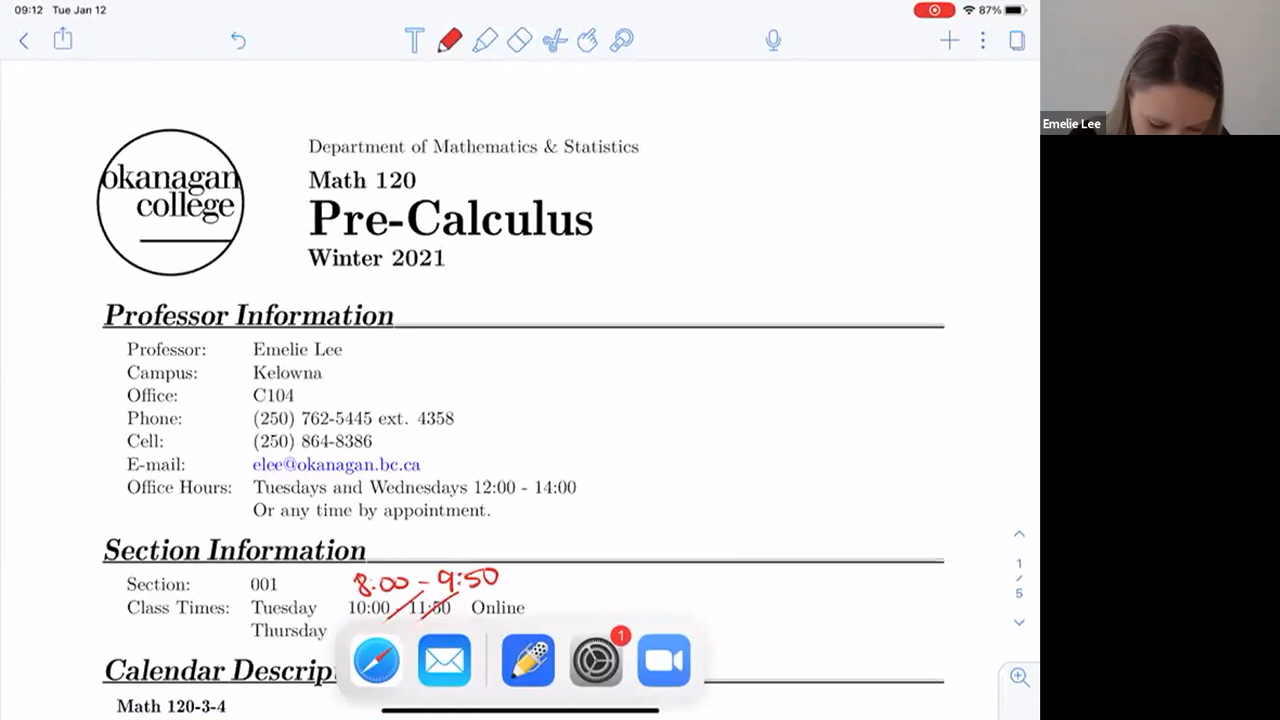 09:12 Tue Jan 12
87%
Emelie Lee
okanagan
college
Department of Mathematics & Statistics
Math 120
Pre-Calculus
Winter 2021
Professor Information
Professor: Emelie Lee
Campus: Kelowna
Office: C104
Phone: (250) 762-5445 ext. 4358
Cell: (250) 864-8386
E-mail: elee@okanagan.bc.ca
Office Hours: Tuesdays and Wednesdays 12:00 - 14:00
Or any time by appointment.
Section Information
Section: 001 8:00 - 9:50
Class Times: Tuesday 10:00 - 11:50 Online
Thursday
1
/
5
1
Calendar Descrip
Math 120-3-4